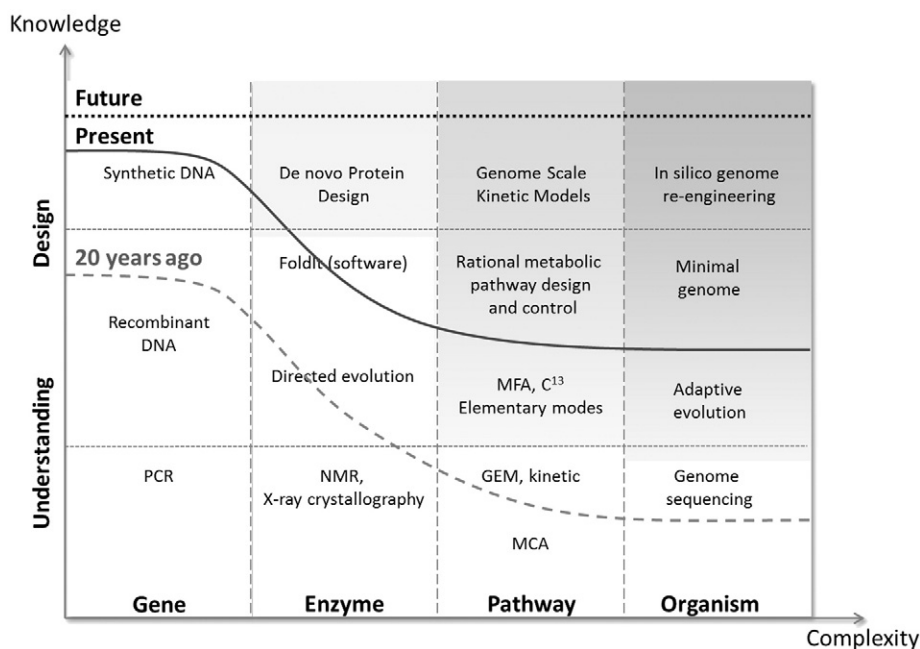 Knowledge
Future
Present
Synthetic DNA
De novo Protein
Design
Genome Scale
Kinetic Models
In silico genome
re-engineering
Design
20 years ago
FoldIt (software)
Rational metabolic
pathway design
and control
Minimal
genome
Recombinant
DNA
Directed evolution
MFA, C¹³
Elementary modes
Adaptive
evolution
Understanding
PCR
NMR,
X-ray crystallography
GEM, kinetic
MCA
Genome
sequencing
Gene
Enzyme
Pathway
Organism
Complexity